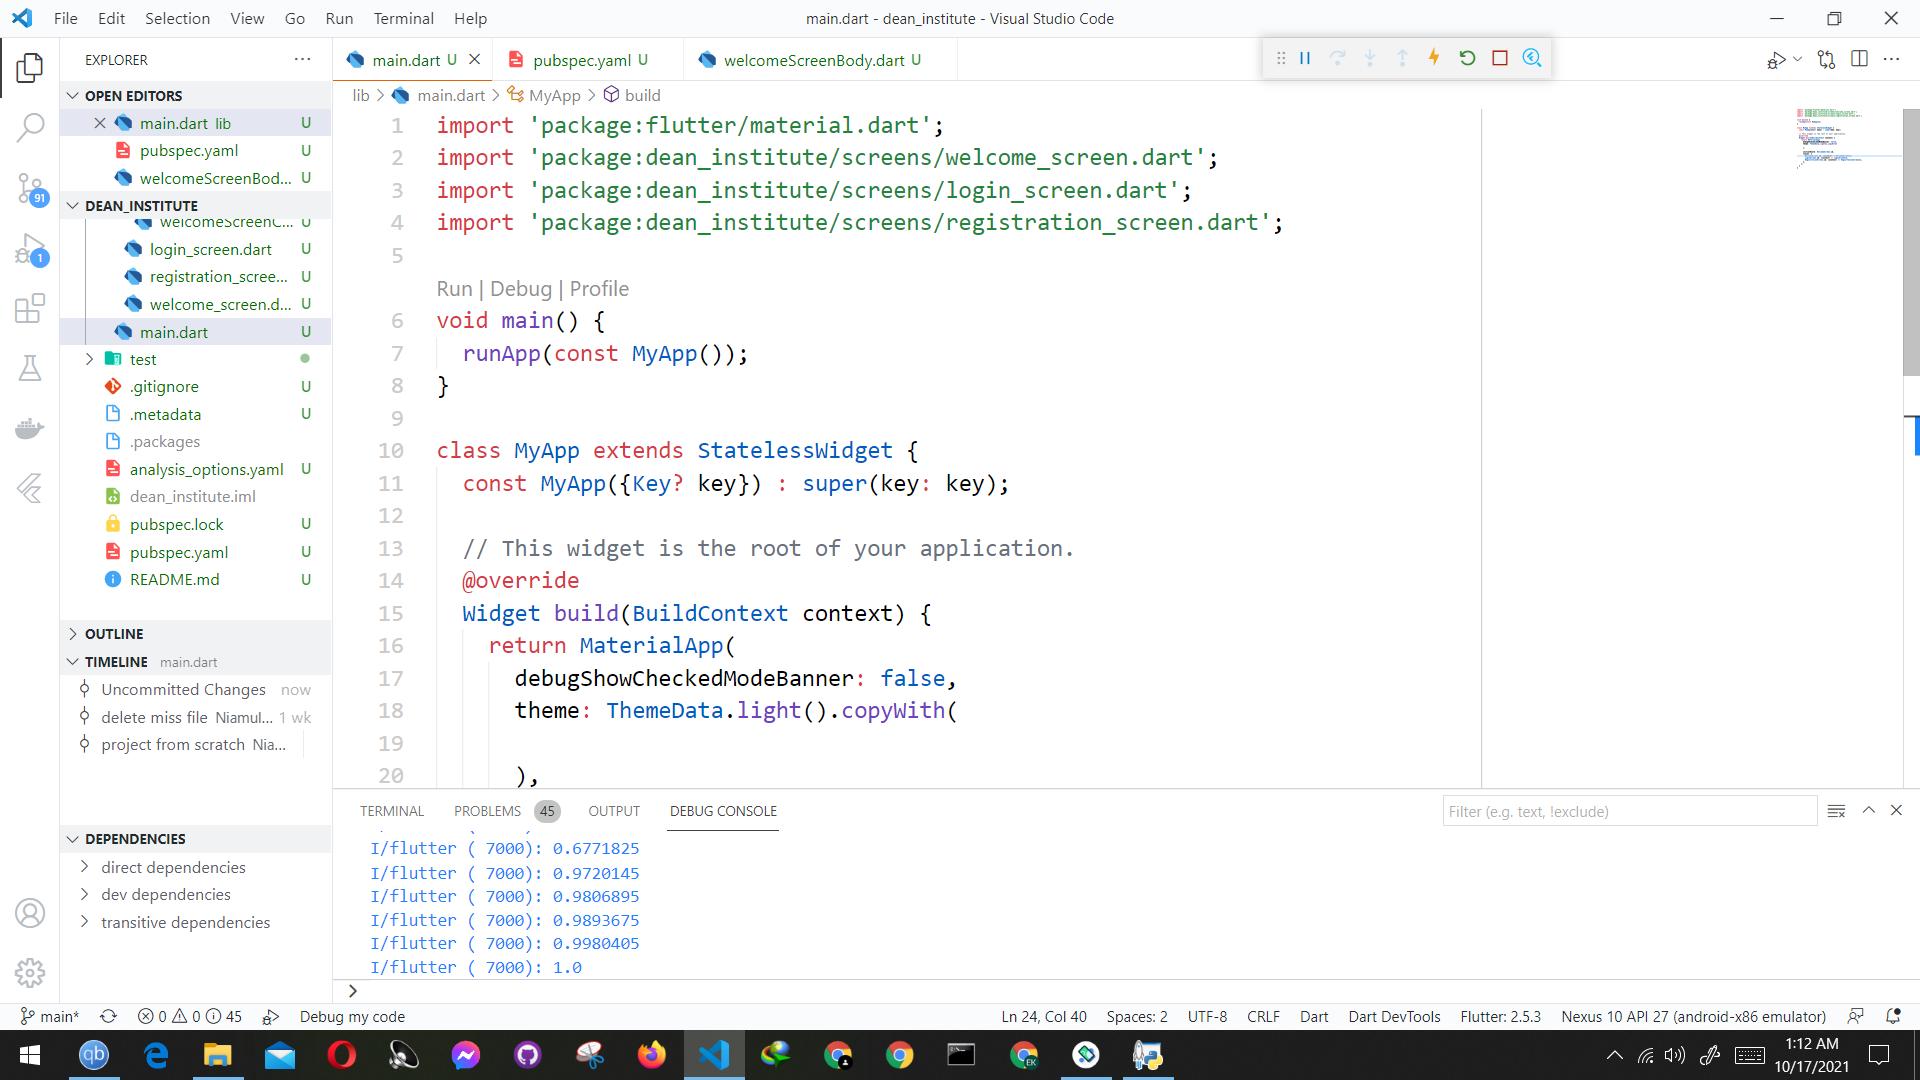 File Edit Selection View Go Run Terminal Help
main.dart - dean_institute - Visual Studio Code
EXPLORER
OPEN EDITORS
main.dart lib U
pubspec.yaml U
welcomeScreenBod... U
DEAN_INSTITUTE
welcomeScreenC... U
login_screen.dart U
registration_scree... U
welcome_screen.d... U
main.dart U
test
.gitignore U
.metadata U
.packages
analysis_options.yaml U
dean_institute.iml
pubspec.lock U
pubspec.yaml U
README.md U
OUTLINE
TIMELINE main.dart
Uncommitted Changes now
delete miss file Niamul... 1 wk
project from scratch Nia...
DEPENDENCIES
direct dependencies
dev dependencies
transitive dependencies
91
1
main.dart U
pubspec.yaml U
welcomeScreenBody.dart U
lib > main.dart > MyApp > build
1 import 'package:flutter/material.dart';
2 import 'package:dean_institute/screens/welcome_screen.dart';
3 import 'package:dean_institute/screens/login_screen.dart';
4 import 'package:dean_institute/screens/registration_screen.dart';
5
Run | Debug | Profile
6 void main() {
7 runApp(const MyApp());
8 }
9
10 class MyApp extends StatelessWidget {
11 const MyApp({Key? key}) : super(key: key);
12
13 // This widget is the root of your application.
14 @override
15 Widget build(BuildContext context) {
16 return MaterialApp(
17 debugShowCheckedModeBanner: false,
18 theme: ThemeData.light().copyWith(
19
20 ),
TERMINAL PROBLEMS 45 OUTPUT DEBUG CONSOLE
Filter (e.g. text, !exclude)
I/flutter ( 7000): 0.6771825
I/flutter ( 7000): 0.9720145
I/flutter ( 7000): 0.9806895
I/flutter ( 7000): 0.9893675
I/flutter ( 7000): 0.9980405
I/flutter ( 7000): 1.0
main* 0 0 45 Debug my code
Ln 24, Col 40 Spaces: 2 UTF-8 CRLF Dart Dart DevTools Flutter: 2.5.3 Nexus 10 API 27 (android-x86 emulator)
qb
EK
1:12 AM
10/17/2021